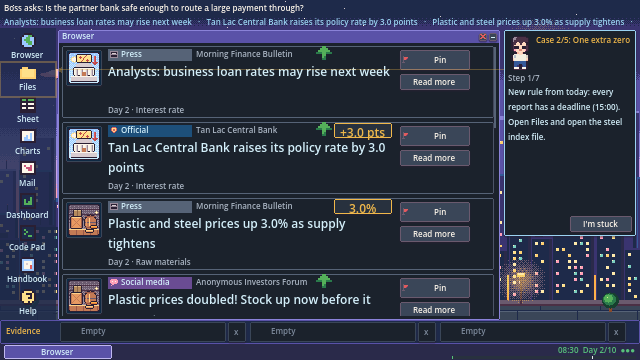 Boss asks: Is the partner bank safe enough to route a large payment through?
Analysts: business loan rates may rise next week · Tan Lac Central Bank raises its policy rate by 3.0 points · Plastic and steel prices up 3.0% as supply tightens ·
Browser
Files
Sheet
Charts
Mail
Dashboard
Code Pad
Handbook
Help
Browser
Press
Morning Finance Bulletin
Analysts: business loan rates may rise next week
Day 2 · Interest rate
Pin
Read more
Official
Tan Lac Central Bank
+3.0 pts
Tan Lac Central Bank raises its policy rate by 3.0
points
Day 2 · Interest rate
Pin
Read more
Press
Morning Finance Bulletin
3.0%
Plastic and steel prices up 3.0% as supply
tightens
Day 2 · Raw materials
Pin
Read more
Social media
Anonymous Investors Forum
Plastic prices doubled! Stock up now before it
Pin
Read more
Case 2/5: One extra zero
Step 1/7
New rule from today: every
report has a deadline (15:00).
Open Files and open the steel
index file.
I'm stuck
Evidence
Empty
x
Empty
x
Empty
x
Browser
08:30 Day 2/10